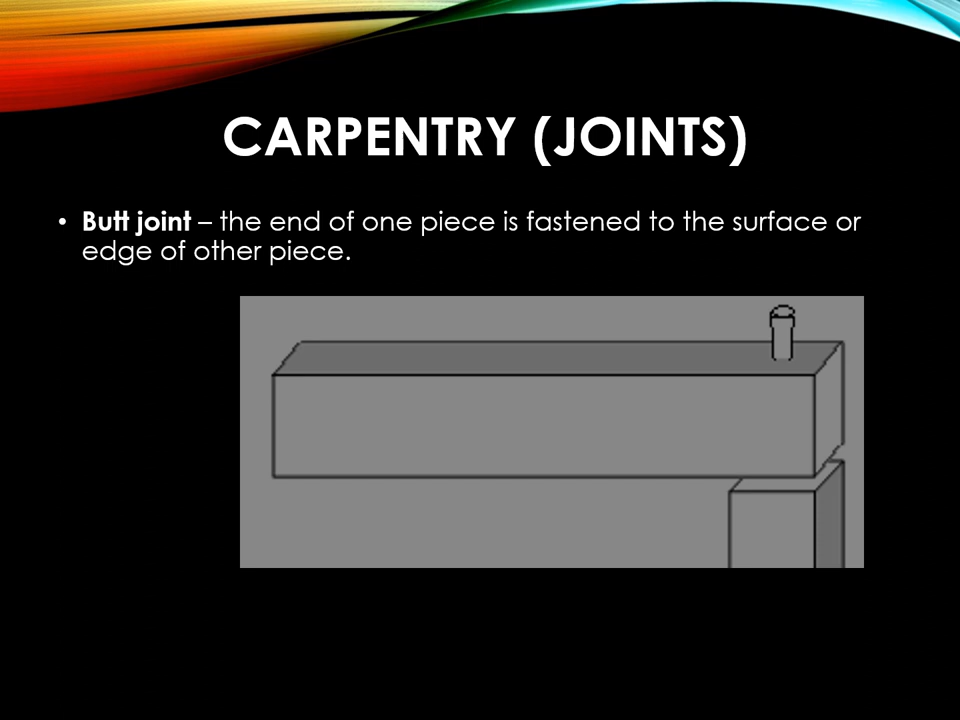 CARPENTRY (JOINTS)
• Butt joint – the end of one piece is fastened to the surface or
edge of other piece.